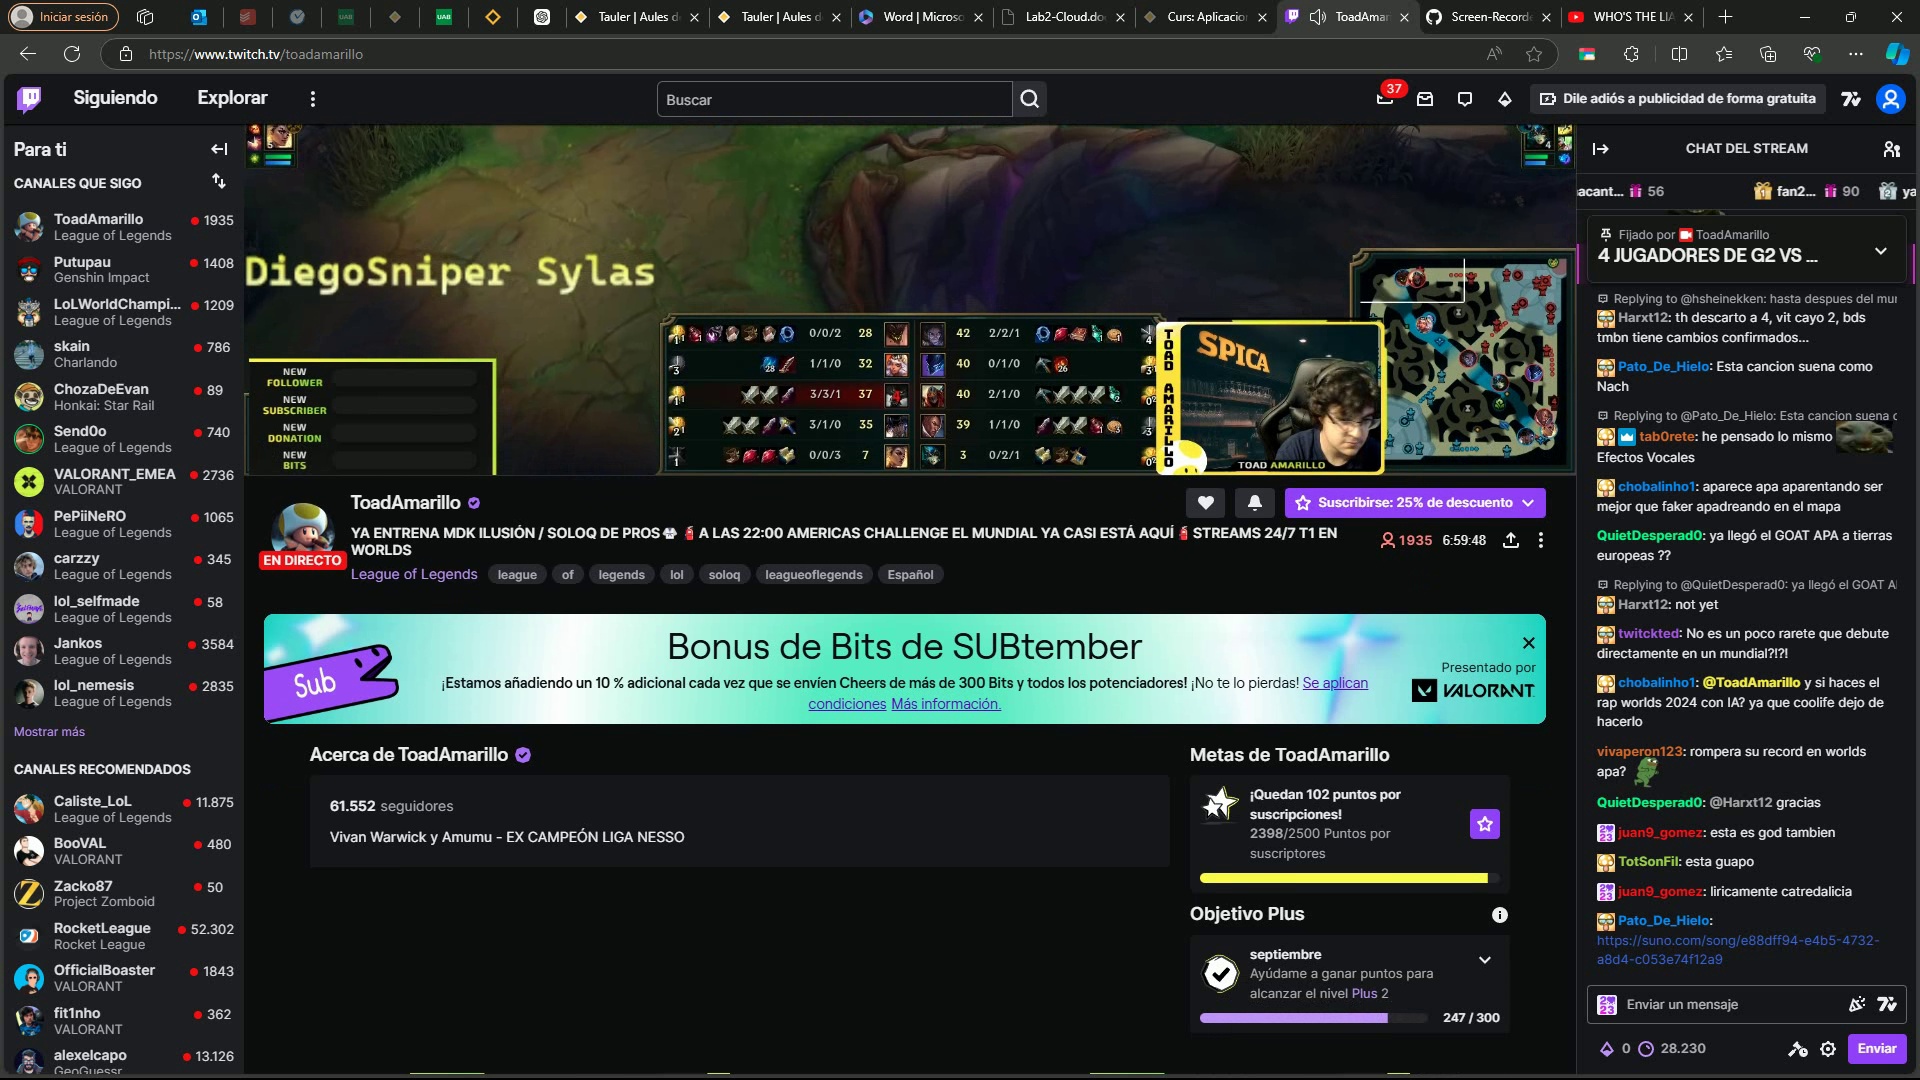 Iniciar sesión
Tauler | Aules d
Tauler | Aules d
Word | Microso
Lab2-Cloud.do
Curs: Aplicacio
ToadAmar
Screen-Record
WHO'S THE LIA
https://www.twitch.tv/toadamarillo
Siguiendo
Explorar
Buscar
37
Dile adiós a publicidad de forma gratuita
Para ti
CANALES QUE SIGO
ToadAmarillo 1935
League of Legends
Putupau 1408
Genshin Impact
LoLWorldChampi... 1209
League of Legends
skain 786
Charlando
ChozaDeEvan 89
Honkai: Star Rail
Send0o 740
League of Legends
VALORANT_EMEA 2736
VALORANT
PePiiNeRO 1065
League of Legends
carzzy 345
League of Legends
lol_selfmade 58
League of Legends
Jankos 3584
League of Legends
lol_nemesis 2835
League of Legends
Mostrar más
CANALES RECOMENDADOS
Caliste_LoL 11.875
League of Legends
BooVAL 480
VALORANT
Zacko87 50
Project Zomboid
RocketLeague 52.302
Rocket League
OfficialBoaster 1843
VALORANT
fit1nho 362
VALORANT
alexelcapo 13.126
GeoGuessr
DiegoSniper Sylas
NEW
FOLLOWER
NEW
SUBSCRIBER
NEW
DONATION
NEW
BITS
0/0/2 28 42 2/2/1
1/1/0 32 40 0/1/0
3/3/1 37 40 2/1/0
3/1/0 35 39 1/1/0
0/0/3 7 3 0/2/1
TOAD AMARILLO
SPICA
TOAD AMARILLO
ToadAmarillo
Suscribirse: 25% de descuento
EN DIRECTO
YA ENTRENA MDK ILUSIÓN / SOLOQ DE PROS A LAS 22:00 AMERICAS CHALLENGE EL MUNDIAL YA CASI ESTÁ AQUÍ STREAMS 24/7 T1 EN
WORLDS
1935 6:59:48
League of Legends league of legends lol soloq leagueoflegends Español
Sub
Bonus de Bits de SUBtember
¡Estamos añadiendo un 10 % adicional cada vez que se envíen Cheers de más de 300 Bits y todos los potenciadores! ¡No te lo pierdas! Se aplican
condiciones Más información.
Presentado por
VALORANT
Acerca de ToadAmarillo
61.552 seguidores
Vivan Warwick y Amumu - EX CAMPEÓN LIGA NESSO
Metas de ToadAmarillo
¡Quedan 102 puntos por
suscripciones!
2398/2500 Puntos por
suscriptores
Objetivo Plus
septiembre
Ayúdame a ganar puntos para
alcanzar el nivel Plus 2
247 / 300
CHAT DEL STREAM
acant... 56 fan2... 90 ya
Fijado por ToadAmarillo
4 JUGADORES DE G2 VS ...
Replying to @hsheinekken: hasta despues del mun
Harxt12: th descarto a 4, vit cayo 2, bds
tmbn tiene cambios confirmados...
Pato_De_Hielo: Esta cancion suena como
Nach
Replying to @Pato_De_Hielo: Esta cancion suena c
tab0rete: he pensado lo mismo
Efectos Vocales
chobalinho1: aparece apa aparentando ser
mejor que faker apadreando en el mapa
QuietDesperad0: ya llegó el GOAT APA a tierras
europeas ??
Replying to @QuietDesperad0: ya llegó el GOAT A
Harxt12: not yet
twitckted: No es un poco rarete que debute
directamente en un mundial?!?!
chobalinho1: @ToadAmarillo y si haces el
rap worlds 2024 con IA? ya que coolife dejo de
hacerlo
vivaperon123: rompera su record en worlds
apa?
QuietDesperad0: @Harxt12 gracias
juan9_gomez: esta es god tambien
TotSonFil: esta guapo
juan9_gomez: liricamente catredalicia
Pato_De_Hielo:
https://suno.com/song/e88dff94-e4b5-4732-
a8d4-c053e74f12a9
Enviar un mensaje
0 28.230
Enviar